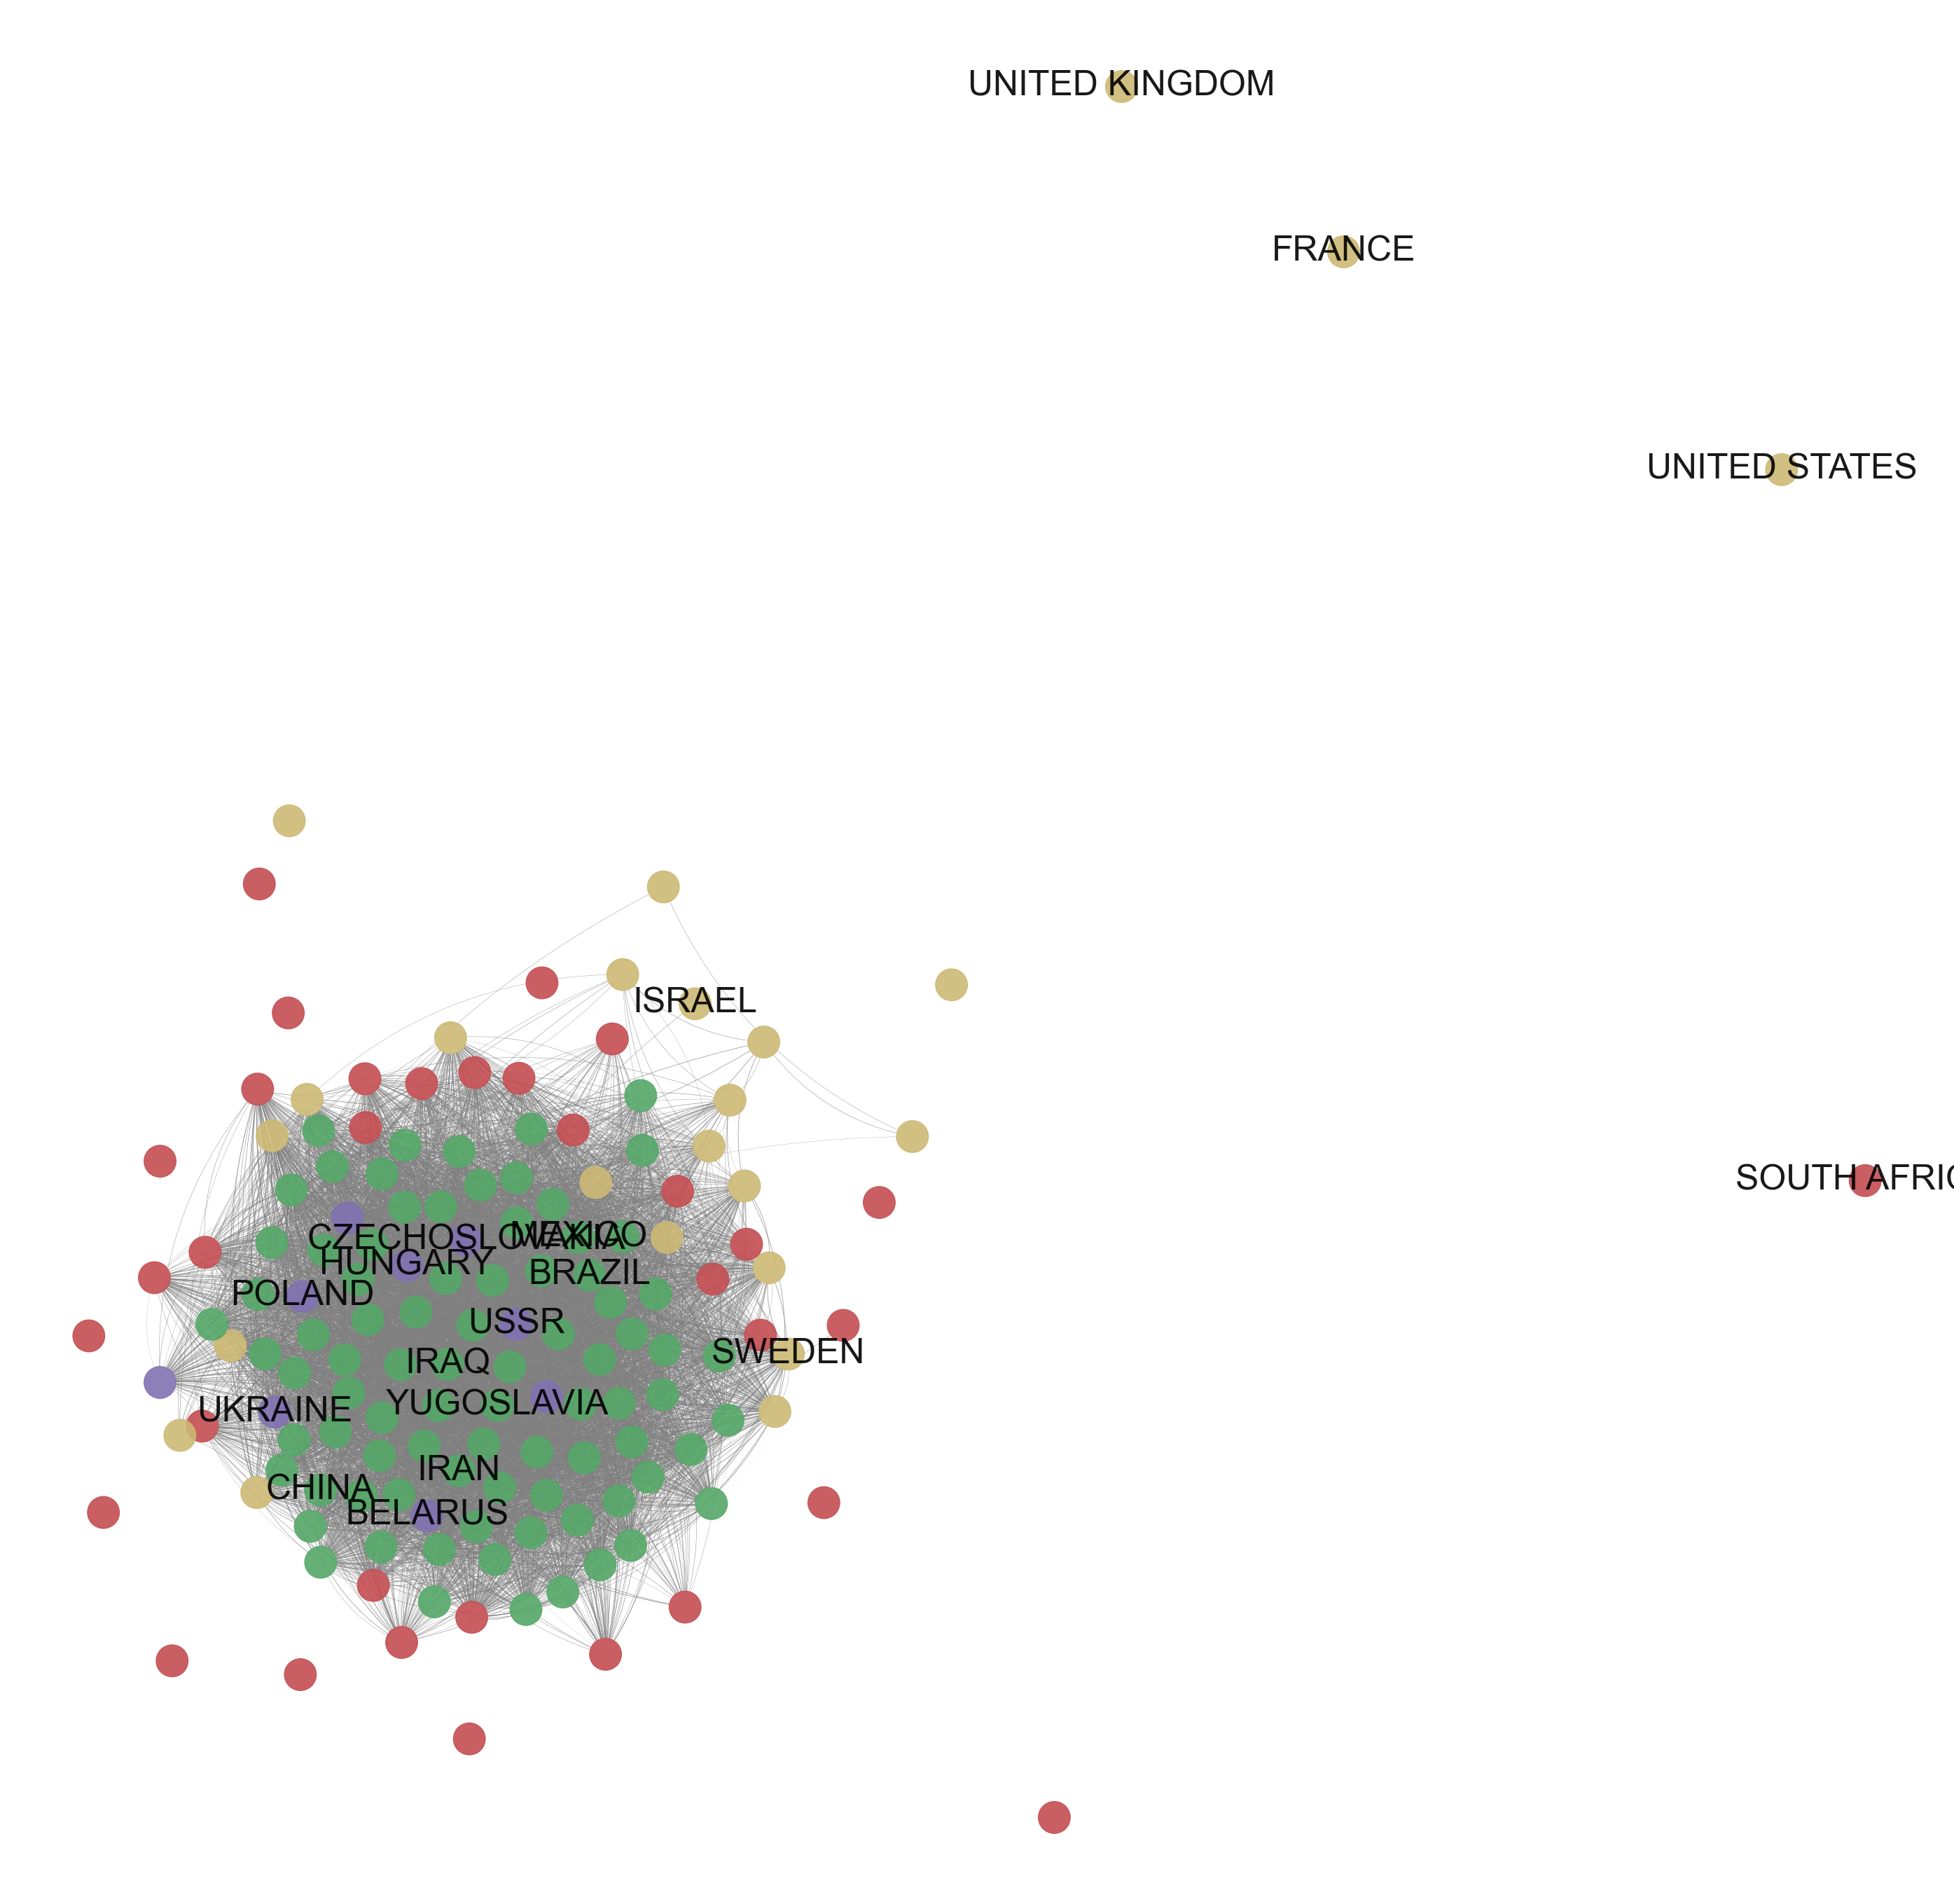 UNITED KINGDOM
FRANCE
UNITED STATES
ISRAEL
SOUTH AFRIC
CZECHOSLOVAKIA
MEXICO
HUNGARY
BRAZIL
POLAND
USSR
SWEDEN
IRAQ
YUGOSLAVIA
UKRAINE
IRAN
CHINA
BELARUS